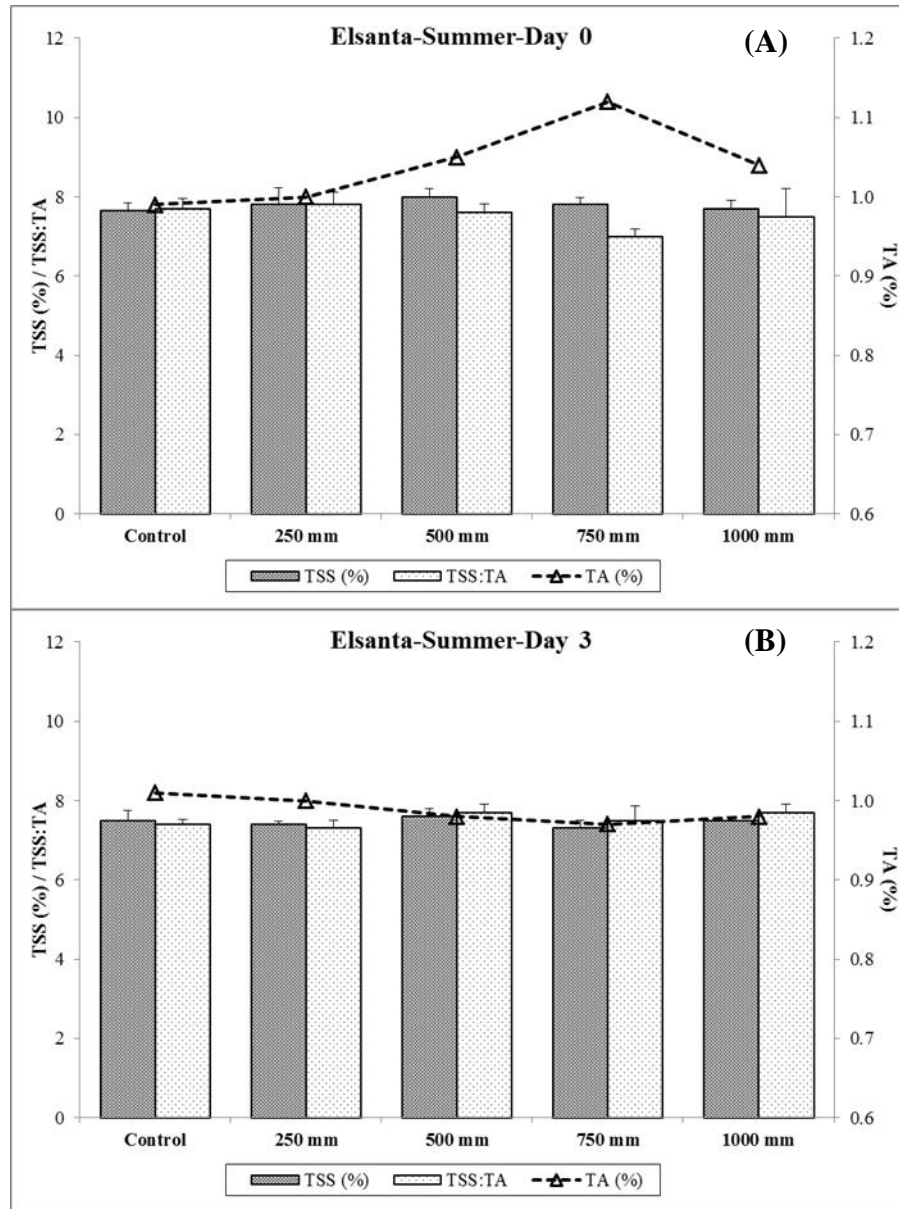 Elsanta-Summer-Day 0
(A)
12
10
8
6
4
2
0
TSS (%) / TSS:TA
1.2
1.1
1.0
0.9
0.8
0.7
0.6
TA (%)
Control 250 mm 500 mm 750 mm 1000 mm
TSS (%) TSS:TA TA (%)
Elsanta-Summer-Day 3
(B)
12
10
8
6
4
2
0
TSS (%) / TSS:TA
1.2
1.1
1.0
0.9
0.8
0.7
0.6
TA (%)
Control 250 mm 500 mm 750 mm 1000 mm
TSS (%) TSS:TA TA (%)